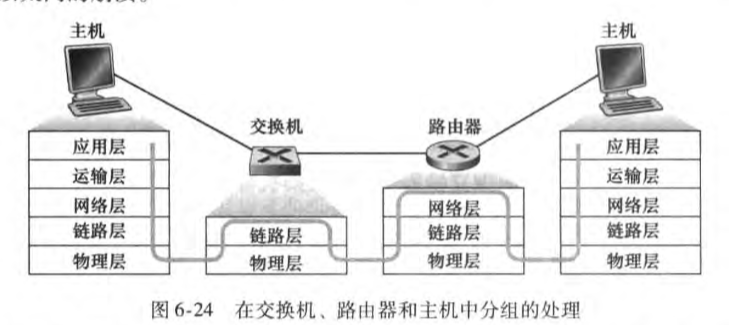 主机
主机
交换机
路由器
应用层
运输层
网络层
链路层
物理层
链路层
物理层
网络层
链路层
物理层
应用层
运输层
网络层
链路层
物理层
图 6-24 在交换机、路由器和主机中分组的处理